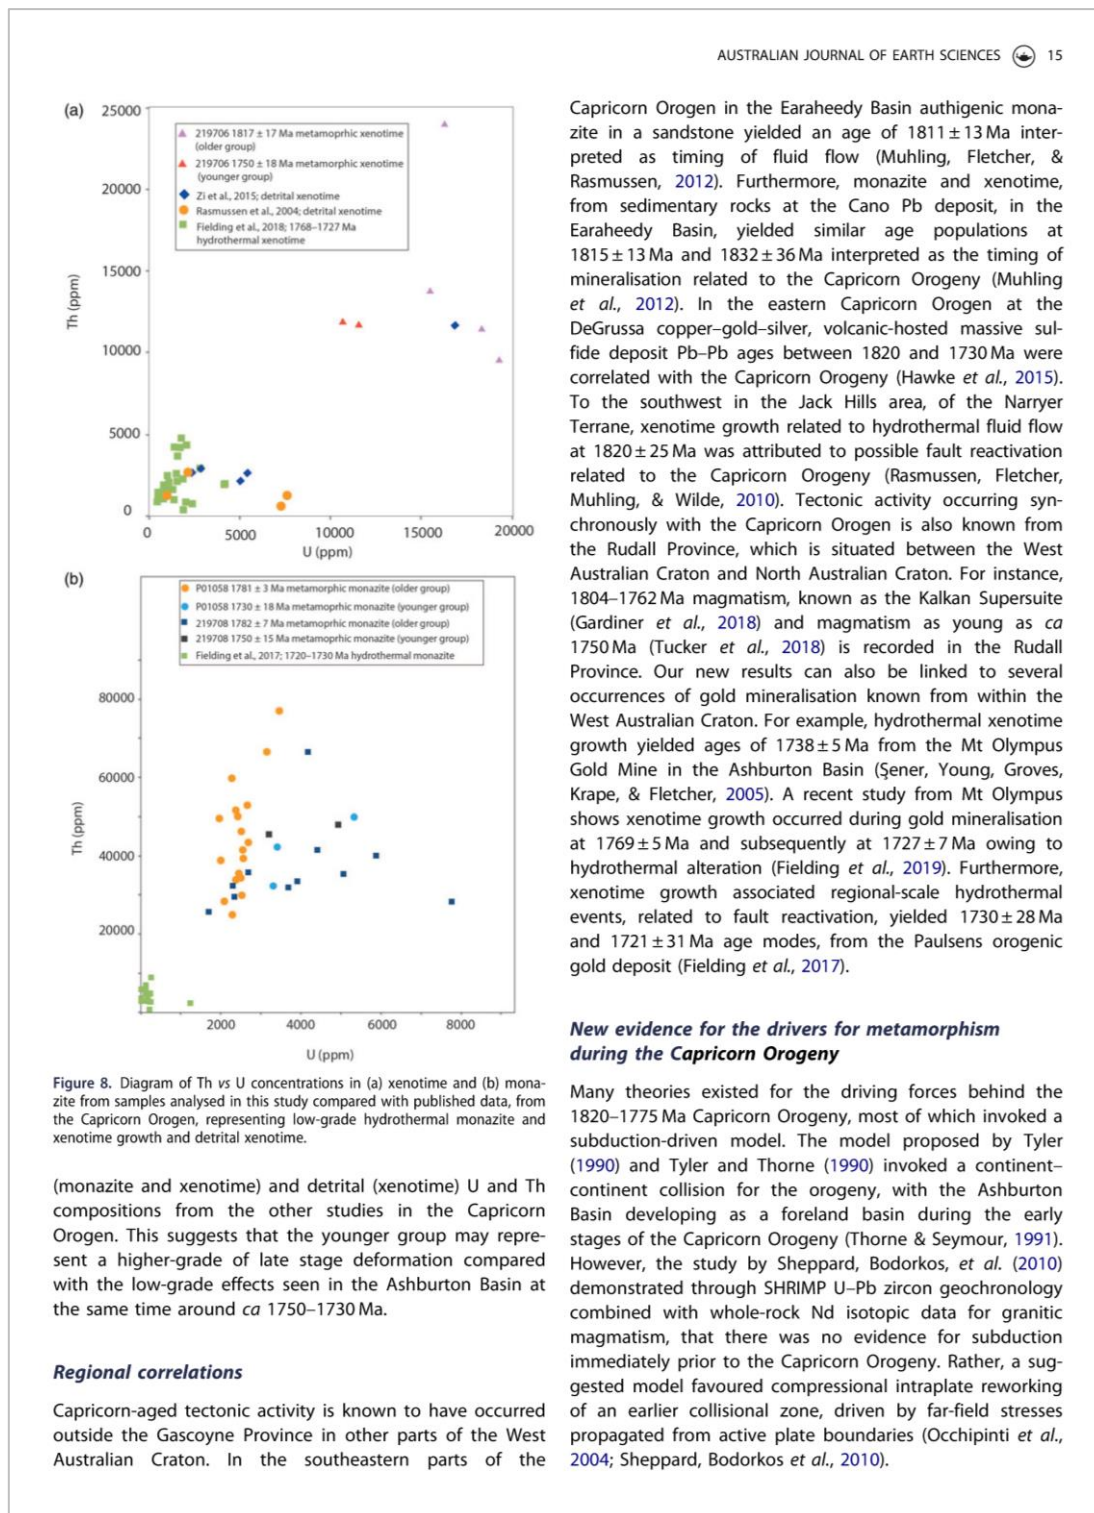 AUSTRALIAN JOURNAL OF EARTH SCIENCES 15
(a)
25000
20000
15000
10000
5000
0
Th (ppm)
219706 1817 ± 17 Ma metamoprhic xenotime
(older group)
219706 1750 ± 18 Ma metamorphic xenotime
(younger group)
Zi et al., 2015; detrital xenotime
Rasmussen et al., 2004; detrital xenotime
Fielding et al., 2018; 1768–1727 Ma
hydrothermal xenotime
0 5000 10000 15000 20000
U (ppm)
(b)
P01058 1781 ± 3 Ma metamorphic monazite (older group)
P01058 1730 ± 18 Ma metamoprhic monazite (younger group)
219708 1782 ± 7 Ma metamoprhic monazite (older group)
219708 1750 ± 15 Ma metamoprhic monazite (younger group)
Fielding et al., 2017; 1720–1730 Ma hydrothermal monazite
80000
60000
40000
20000
Th (ppm)
2000 4000 6000 8000
U (ppm)
Figure 8. Diagram of Th vs U concentrations in (a) xenotime and (b) mona-
zite from samples analysed in this study compared with published data, from
the Capricorn Orogen, representing low-grade hydrothermal monazite and
xenotime growth and detrital xenotime.
(monazite and xenotime) and detrital (xenotime) U and Th
compositions from the other studies in the Capricorn
Orogen. This suggests that the younger group may repre-
sent a higher-grade of late stage deformation compared
with the low-grade effects seen in the Ashburton Basin at
the same time around ca 1750–1730 Ma.
Regional correlations
Capricorn-aged tectonic activity is known to have occurred
outside the Gascoyne Province in other parts of the West
Australian Craton. In the southeastern parts of the
Capricorn Orogen in the Earaheedy Basin authigenic mona-
zite in a sandstone yielded an age of 1811 ± 13 Ma inter-
preted as timing of fluid flow (Muhling, Fletcher, &
Rasmussen, 2012). Furthermore, monazite and xenotime,
from sedimentary rocks at the Cano Pb deposit, in the
Earaheedy Basin, yielded similar age populations at
1815 ± 13 Ma and 1832 ± 36 Ma interpreted as the timing of
mineralisation related to the Capricorn Orogeny (Muhling
et al., 2012). In the eastern Capricorn Orogen at the
DeGrussa copper–gold–silver, volcanic-hosted massive sul-
fide deposit Pb–Pb ages between 1820 and 1730 Ma were
correlated with the Capricorn Orogeny (Hawke et al., 2015).
To the southwest in the Jack Hills area, of the Narryer
Terrane, xenotime growth related to hydrothermal fluid flow
at 1820 ± 25 Ma was attributed to possible fault reactivation
related to the Capricorn Orogeny (Rasmussen, Fletcher,
Muhling, & Wilde, 2010). Tectonic activity occurring syn-
chronously with the Capricorn Orogen is also known from
the Rudall Province, which is situated between the West
Australian Craton and North Australian Craton. For instance,
1804–1762 Ma magmatism, known as the Kalkan Supersuite
(Gardiner et al., 2018) and magmatism as young as ca
1750 Ma (Tucker et al., 2018) is recorded in the Rudall
Province. Our new results can also be linked to several
occurrences of gold mineralisation known from within the
West Australian Craton. For example, hydrothermal xenotime
growth yielded ages of 1738 ± 5 Ma from the Mt Olympus
Gold Mine in the Ashburton Basin (Şener, Young, Groves,
Krape, & Fletcher, 2005). A recent study from Mt Olympus
shows xenotime growth occurred during gold mineralisation
at 1769 ± 5 Ma and subsequently at 1727 ± 7 Ma owing to
hydrothermal alteration (Fielding et al., 2019). Furthermore,
xenotime growth associated regional-scale hydrothermal
events, related to fault reactivation, yielded 1730 ± 28 Ma
and 1721 ± 31 Ma age modes, from the Paulsens orogenic
gold deposit (Fielding et al., 2017).
New evidence for the drivers for metamorphism
during the Capricorn Orogeny
Many theories existed for the driving forces behind the
1820–1775 Ma Capricorn Orogeny, most of which invoked a
subduction-driven model. The model proposed by Tyler
(1990) and Tyler and Thorne (1990) invoked a continent–
continent collision for the orogeny, with the Ashburton
Basin developing as a foreland basin during the early
stages of the Capricorn Orogeny (Thorne & Seymour, 1991).
However, the study by Sheppard, Bodorkos, et al. (2010)
demonstrated through SHRIMP U–Pb zircon geochronology
combined with whole-rock Nd isotopic data for granitic
magmatism, that there was no evidence for subduction
immediately prior to the Capricorn Orogeny. Rather, a sug-
gested model favoured compressional intraplate reworking
of an earlier collisional zone, driven by far-field stresses
propagated from active plate boundaries (Occhipinti et al.,
2004; Sheppard, Bodorkos et al., 2010).